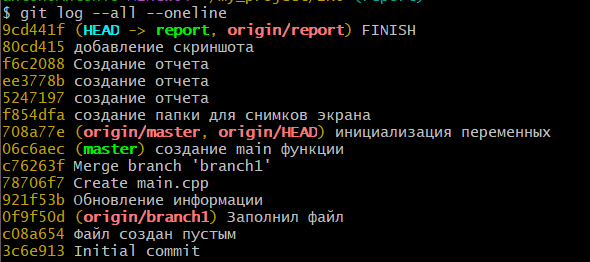 $ git log --all --oneline
9cd441f (HEAD -> report, origin/report) FINISH
80cd415 добавление скриншота
f6c2088 Создание отчета
ee3778b создание отчета
5247197 создание отчета
f854dfa создание папки для снимков экрана
708a77e (origin/master, origin/HEAD) инициализация переменных
06c6aec (master) создание main функции
c76263f Merge branch 'branch1'
78706f7 Create main.cpp
921f53b Обновление информации
0f9f50d (origin/branch1) Заполнил файл
c08a654 Файл создан пустым
3c6e913 Initial commit